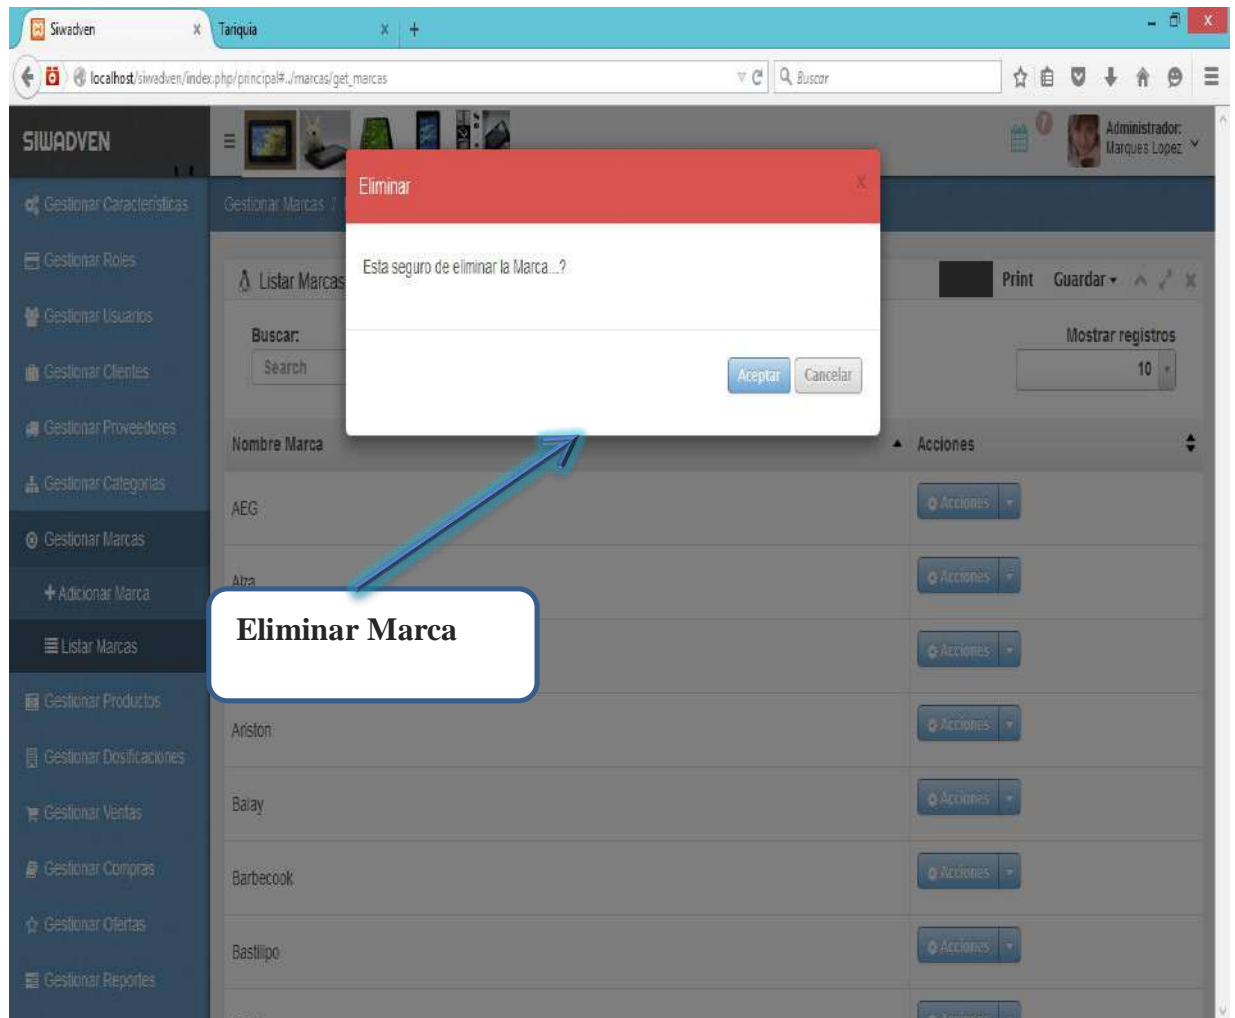 Siwadven x
Tariquia x +
localhost/siwadven/index.php/principal#../marcas/get_marcas
Buscar
SIWADVEN
7
Administrador:
Marques Lopez
Eliminar
X
Esta seguro de eliminar la Marca...?
Aceptar
Cancelar
Gestionar Características
Gestionar Roles
Gestionar Usuarios
Gestionar Clientes
Gestionar Proveedores
Gestionar Categorías
Gestionar Marcas
Adicionar Marca
Listar Marcas
Gestionar Productos
Gestionar Dosificaciones
Gestionar Ventas
Gestionar Compras
Gestionar Ofertas
Gestionar Reportes
Gestionar Marcas /
Listar Marcas
Print
Guardar
Buscar:
Search
Mostrar registros
10
Nombre Marca
Acciones
AEG
Acciones
Alza
Acciones
Acciones
Ariston
Acciones
Balay
Acciones
Barbecook
Acciones
Bastilipo
Acciones
Eliminar Marca